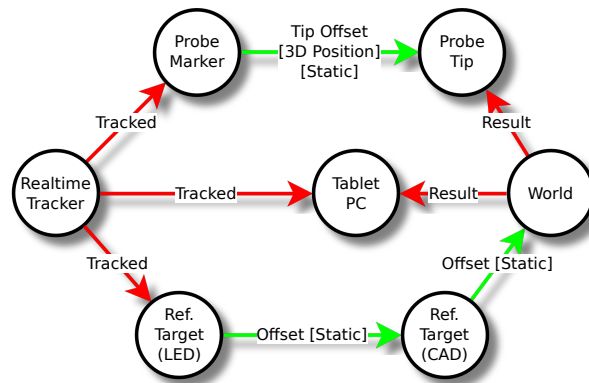 Probe
Marker
Tip Offset
[3D Position]
[Static]
Probe
Tip
Tracked
Result
Realtime
Tracker
Tracked
Tablet
PC
Result
World
Tracked
Offset [Static]
Ref.
Target
(LED)
Offset [Static]
Ref.
Target
(CAD)